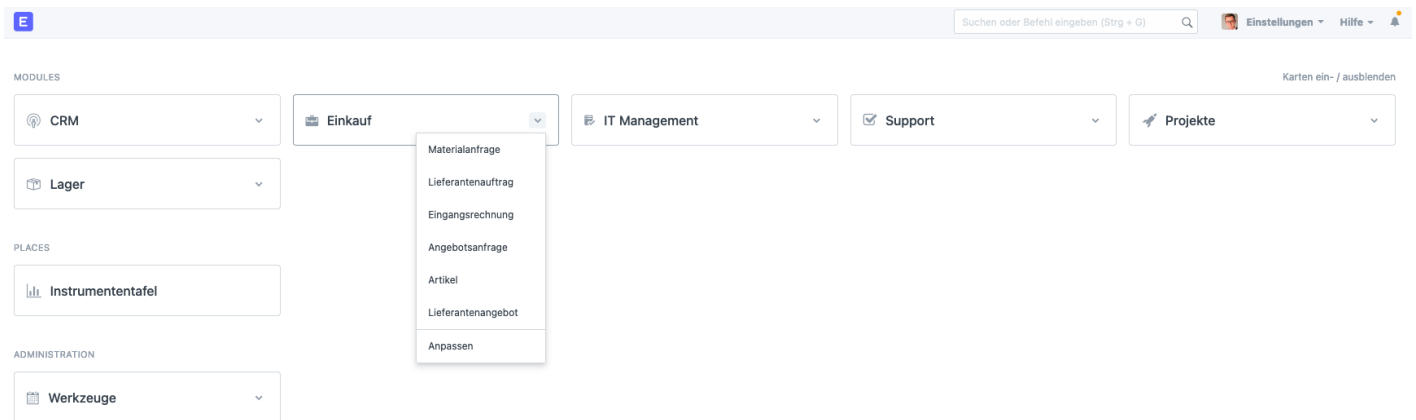 E
Suchen oder Befehl eingeben (Strg + G)
Einstellungen
Hilfe
MODULES
Karten ein- / ausblenden
CRM
Einkauf
IT Management
Support
Projekte
Materialanfrage
Lieferantenauftrag
Eingangsrechnung
Angebotsanfrage
Artikel
Lieferantenangebot
Anpassen
Lager
PLACES
Instrumententafel
ADMINISTRATION
Werkzeuge